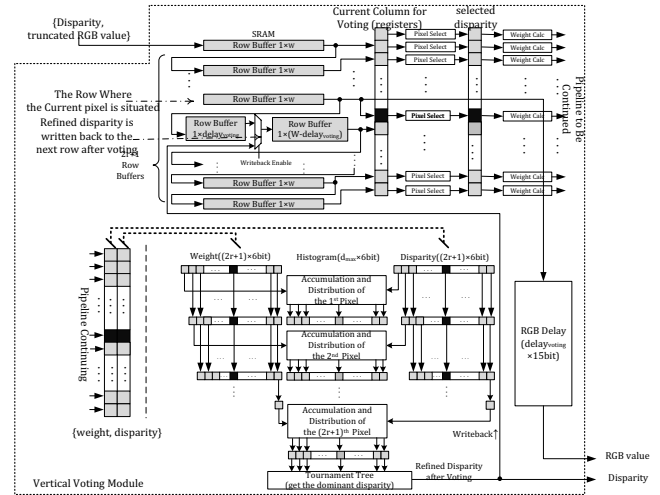 {Disparity,
truncated RGB value}
SRAM
Current Column for
Voting (registers)
selected
disparity
Row Buffer 1×w
Pixel Select
Weight Calc
Row Buffer 1×w
Pixel Select
Weight Calc
Pixel Select
Weight Calc
The Row Where
the Current pixel is situated
Row Buffer 1×w
Pixel Select
Weight Calc
Refined disparity is
written back to the
next row after voting
Row Buffer
1×delayvoting
Row Buffer
1×(W-delayvoting)
2r+1
Row
Buffers
Writeback Enable
Row Buffer 1×w
Pixel Select
Weight Calc
Row Buffer 1×w
Pixel Select
Weight Calc
Pipeline to Be
Continued
Weight((2r+1)×6bit)
Histogram(dmax×6bit)
Disparity((2r+1)×6bit)
Accumulation and
Distribution of
the 1st Pixel
Pipeline Continuing
Accumulation and
Distribution of
the 2nd Pixel
RGB Delay
(delayvoting
×15bit)
Accumulation and
Distribution of
the (2r+1)th Pixel
{weight, disparity}
Writeback↑
RGB value
Tournament Tree
(get the dominant disparity)
Refined Disparity
after Voting
Disparity
Vertical Voting Module